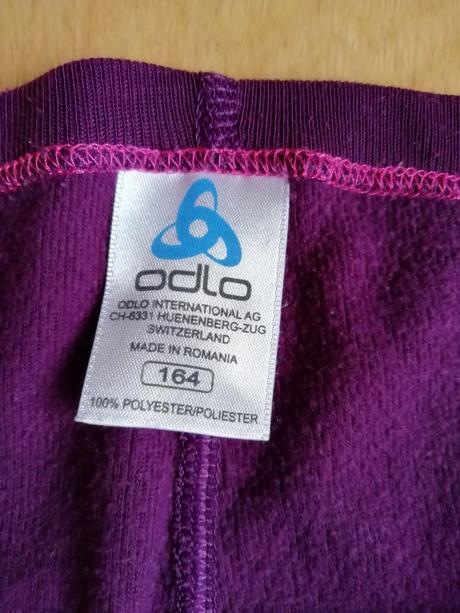 odlo
ODLO INTERNATIONAL AG
CH-6331 HUENENBERG-ZUG
SWITZERLAND
MADE IN ROMANIA
164
100% POLYESTER/POLIESTER